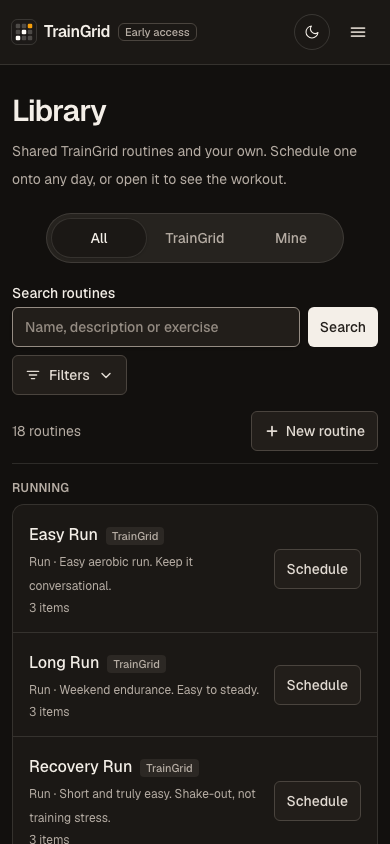 TrainGrid Early access
Library
Shared TrainGrid routines and your own. Schedule one
onto any day, or open it to see the workout.
All TrainGrid Mine
Search routines
Name, description or exercise Search
Filters
18 routines New routine
RUNNING
Easy Run TrainGrid
Run · Easy aerobic run. Keep it
conversational.
3 items
Schedule
Long Run TrainGrid
Run · Weekend endurance. Easy to steady.
3 items
Schedule
Recovery Run TrainGrid
Run · Short and truly easy. Shake-out, not
training stress.
3 items
Schedule